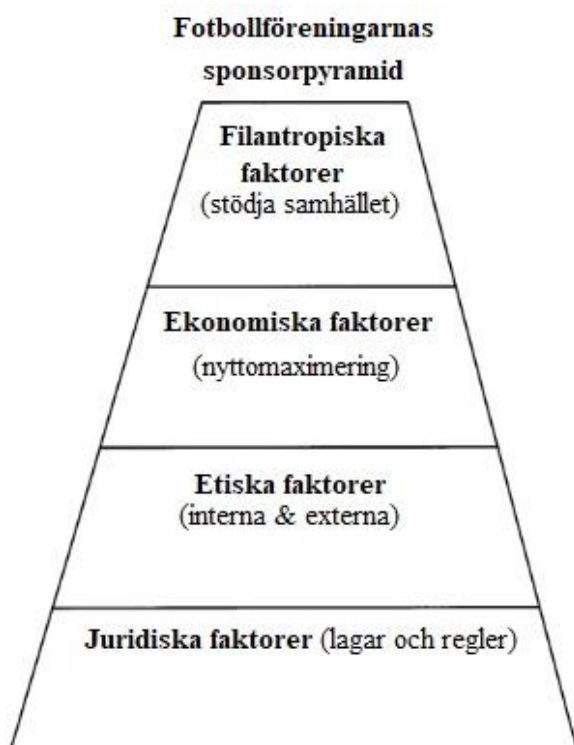 Fotbollföreningarnas
sponsorpyramid
Filantropiska
faktorer
(stödja samhället)
Ekonomiska faktorer
(nyttomaximering)
Etiska faktorer
(interna & externa)
Juridiska faktorer (lagar och regler)